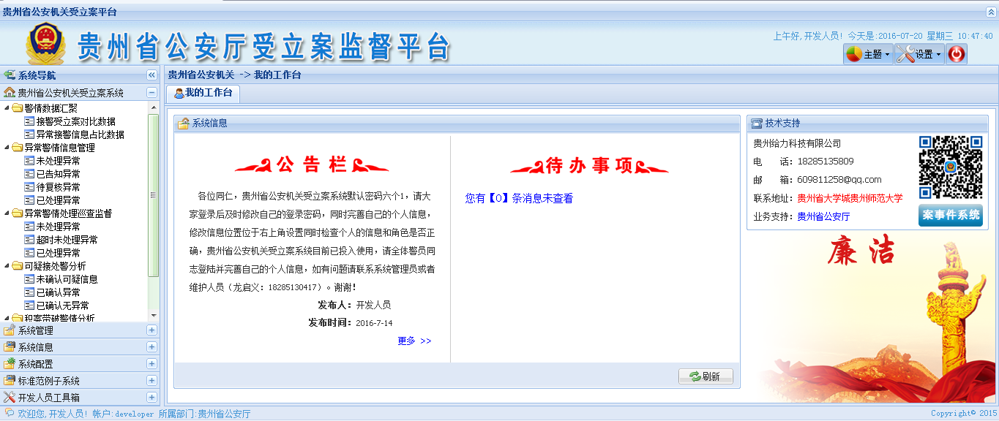 贵州省公安机关受立案平台
贵州省公安厅受立案监督平台
上午好,开发人员! 今天是:2016-07-20 星期三 10:47:40
主题
设置
系统导航
贵州省公安机关 -> 我的工作台
贵州省公安机关受立案系统
我的工作台
警情数据汇聚
接警受立案对比数据
异常接警信息占比数据
异常警情信息管理
未处理异常
已告知异常
待复核异常
已处理异常
异常警情处理巡查监督
未处理异常
超时未处理异常
已处理异常
可疑接处警分析
未确认可疑信息
已确认异常
已确认无异常
积案带破警情分析
系统管理
系统信息
系统配置
标准范例子系统
开发人员工具箱
系统信息
公告栏
各位同仁，贵州省公安机关受立案系统默认密码六个1，请大
家登录后及时修改自己的登录密码，同时完善自己的个人信息，
修改信息位置位于右上角设置同时检查个人的信息和角色是否正
确，贵州省公安机关受立案系统目前已投入使用，请全体警员同
志登陆并完善自己的个人信息，如有问题请联系系统管理员或者
维护人员（龙启义：18285130417）。谢谢！
发布人：开发人员
发布时间：2016-7-14
更多 >>
待办事项
您有【0】条消息未查看
刷新
技术支持
贵州给力科技有限公司
电 话：18285135809
邮 箱：609811258@qq.com
联系地址：贵州省大学城贵州师范大学
业务支持：贵州省公安厅
案事件系统
廉洁
欢迎您,开发人员! 帐户:developer 所属部门:贵州省公安厅
Copyright© 2015